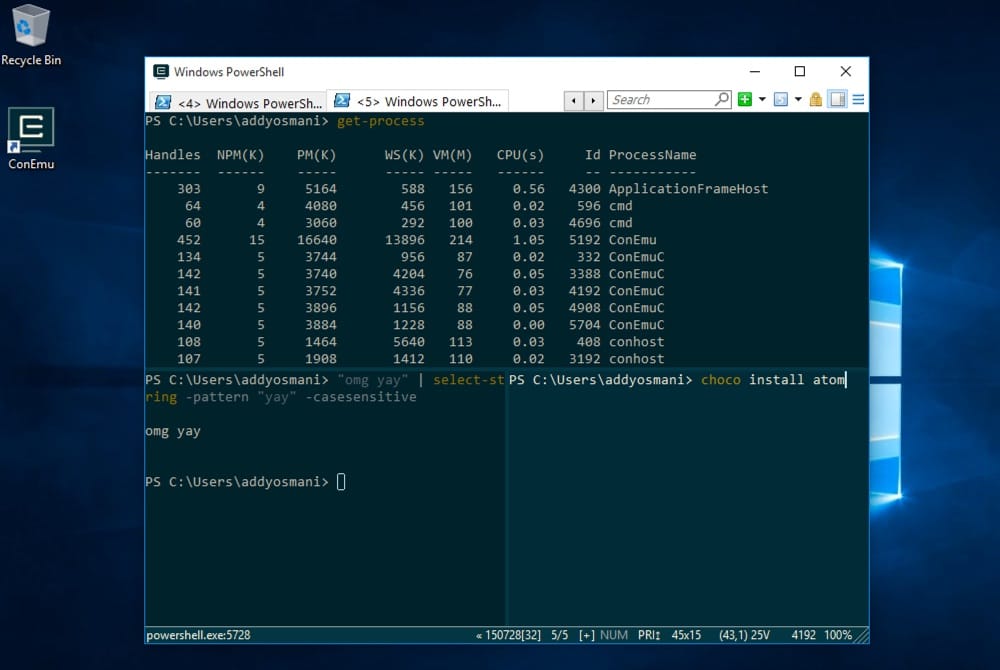 Recycle Bin
ConEmu
Windows PowerShell
<4> Windows PowerSh... <5> Windows PowerSh... Search
PS C:\Users\addyosmani> get-process
Handles NPM(K) PM(K) WS(K) VM(M) CPU(s) Id ProcessName
------- ------ ----- ----- ----- ------ -- -----------
303 9 5164 588 156 0.56 4300 ApplicationFrameHost
64 4 4080 456 101 0.02 596 cmd
60 4 3060 292 100 0.03 4696 cmd
452 15 16640 13896 214 1.05 5192 ConEmu
134 5 3744 956 87 0.02 332 ConEmuC
142 5 3740 4204 76 0.05 3388 ConEmuC
141 5 3752 4336 77 0.03 4192 ConEmuC
142 5 3896 1156 88 0.05 4908 ConEmuC
140 5 3884 1228 88 0.00 5704 ConEmuC
108 5 1464 5640 113 0.03 408 conhost
107 5 1908 1412 110 0.02 3192 conhost
PS C:\Users\addyosmani> "omg yay" | select-st
ring -pattern "yay" -casesensitive
omg yay
PS C:\Users\addyosmani>
PS C:\Users\addyosmani> choco install atom
powershell.exe:5728 « 150728[32] 5/5 [+] NUM PRI↕ 45x15 (43,1) 25V 4192 100%